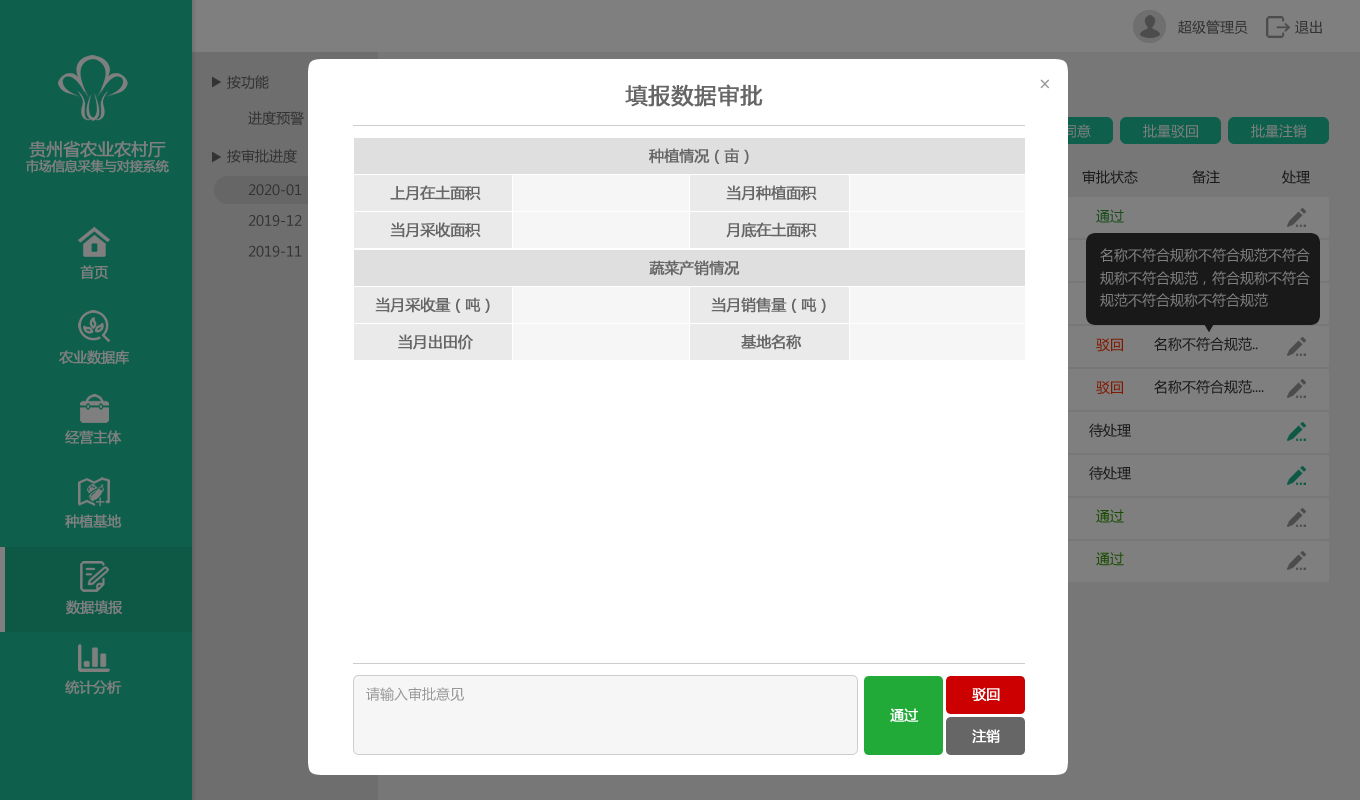 超级管理员
退出
贵州省农业农村厅
市场信息采集与对接系统
首页
农业数据库
经营主体
种植基地
数据填报
统计分析
按功能
进度预警
按审批进度
2020-01
2019-12
2019-11
同意
批量驳回
批量注销
审批状态 备注 处理
通过
名称不符合规称不符合规范不符合
规称不符合规范，符合规称不符合
规范不符合规称不符合规范
驳回 名称不符合规范..
驳回 名称不符合规范....
待处理
待处理
通过
通过
填报数据审批
×
种植情况（亩）
上月在土面积 当月种植面积
当月采收面积 月底在土面积
蔬菜产销情况
当月采收量（吨） 当月销售量（吨）
当月出田价 基地名称
请输入审批意见
通过
驳回
注销